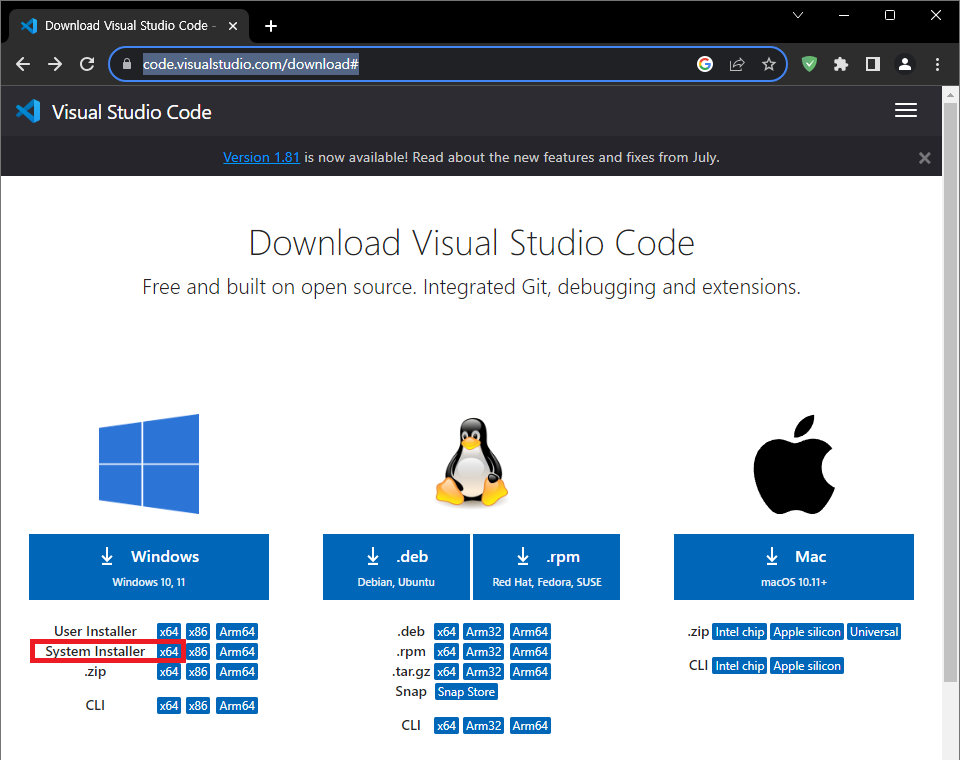 Download Visual Studio Code -
code.visualstudio.com/download#
Visual Studio Code
Version 1.81 is now available! Read about the new features and fixes from July.
Download Visual Studio Code
Free and built on open source. Integrated Git, debugging and extensions.
Windows
Windows 10, 11
User Installer x64 x86 Arm64
System Installer x64 x86 Arm64
.zip x64 x86 Arm64
CLI x64 x86 Arm64
.deb
Debian, Ubuntu
.rpm
Red Hat, Fedora, SUSE
.deb x64 Arm32 Arm64
.rpm x64 Arm32 Arm64
.tar.gz x64 Arm32 Arm64
Snap Snap Store
CLI x64 Arm32 Arm64
Mac
macOS 10.11+
.zip Intel chip Apple silicon Universal
CLI Intel chip Apple silicon